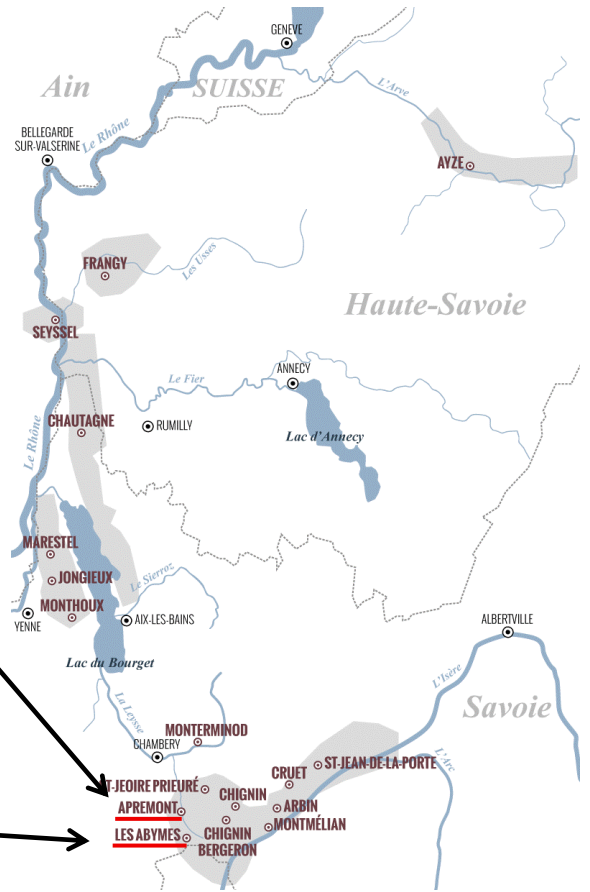 GENEVE
Ain
SUISSE
L'Arve
BELLEGARDE
SUR-VALSERINE
Le Rhône
AYZE
FRANGY
Les Usses
Haute-Savoie
SEYSSEL
ANNECY
Le Fier
CHAUTAGNE
RUMILLY
Le Rhône
Lac d'Annecy
MARESTEL
JONGIEUX
Le Sierroz
MONTHOUX
YENNE
AIX-LES-BAINS
ALBERTVILLE
Lac du Bourget
L'Isère
La Leysse
Savoie
MONTERMINOD
CHAMBERY
L'Arc
ST-JEAN-DE-LA-PORTE
CRUET
T-JEOIRE PRIEURÉ
CHIGNIN
APREMONT
ARBIN
MONTMÉLIAN
LES ABYMES
CHIGNIN
BERGERON